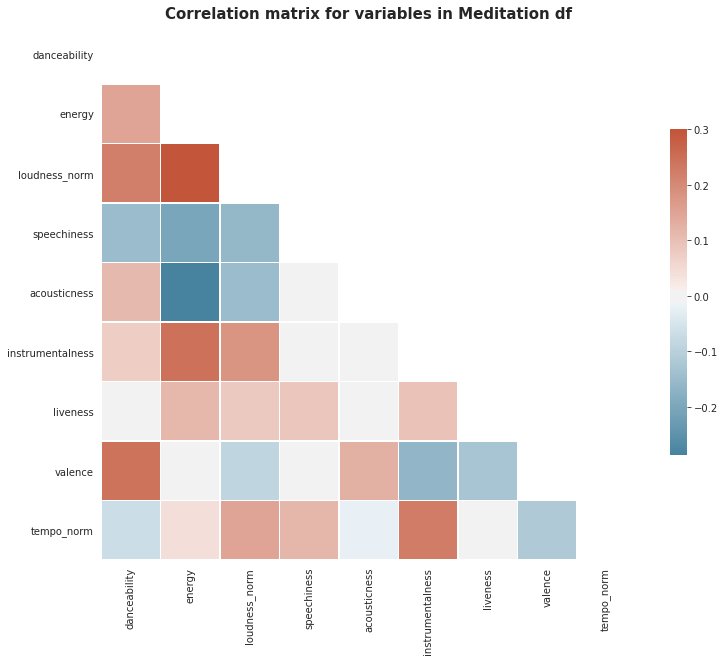 Correlation matrix for variables in Meditation df
danceability
energy
loudness_norm
speechiness
acousticness
instrumentalness
liveness
valence
tempo_norm
danceability
energy
loudness_norm
speechiness
acousticness
instrumentalness
liveness
valence
tempo_norm
0.3
0.2
0.1
0.0
−0.1
−0.2